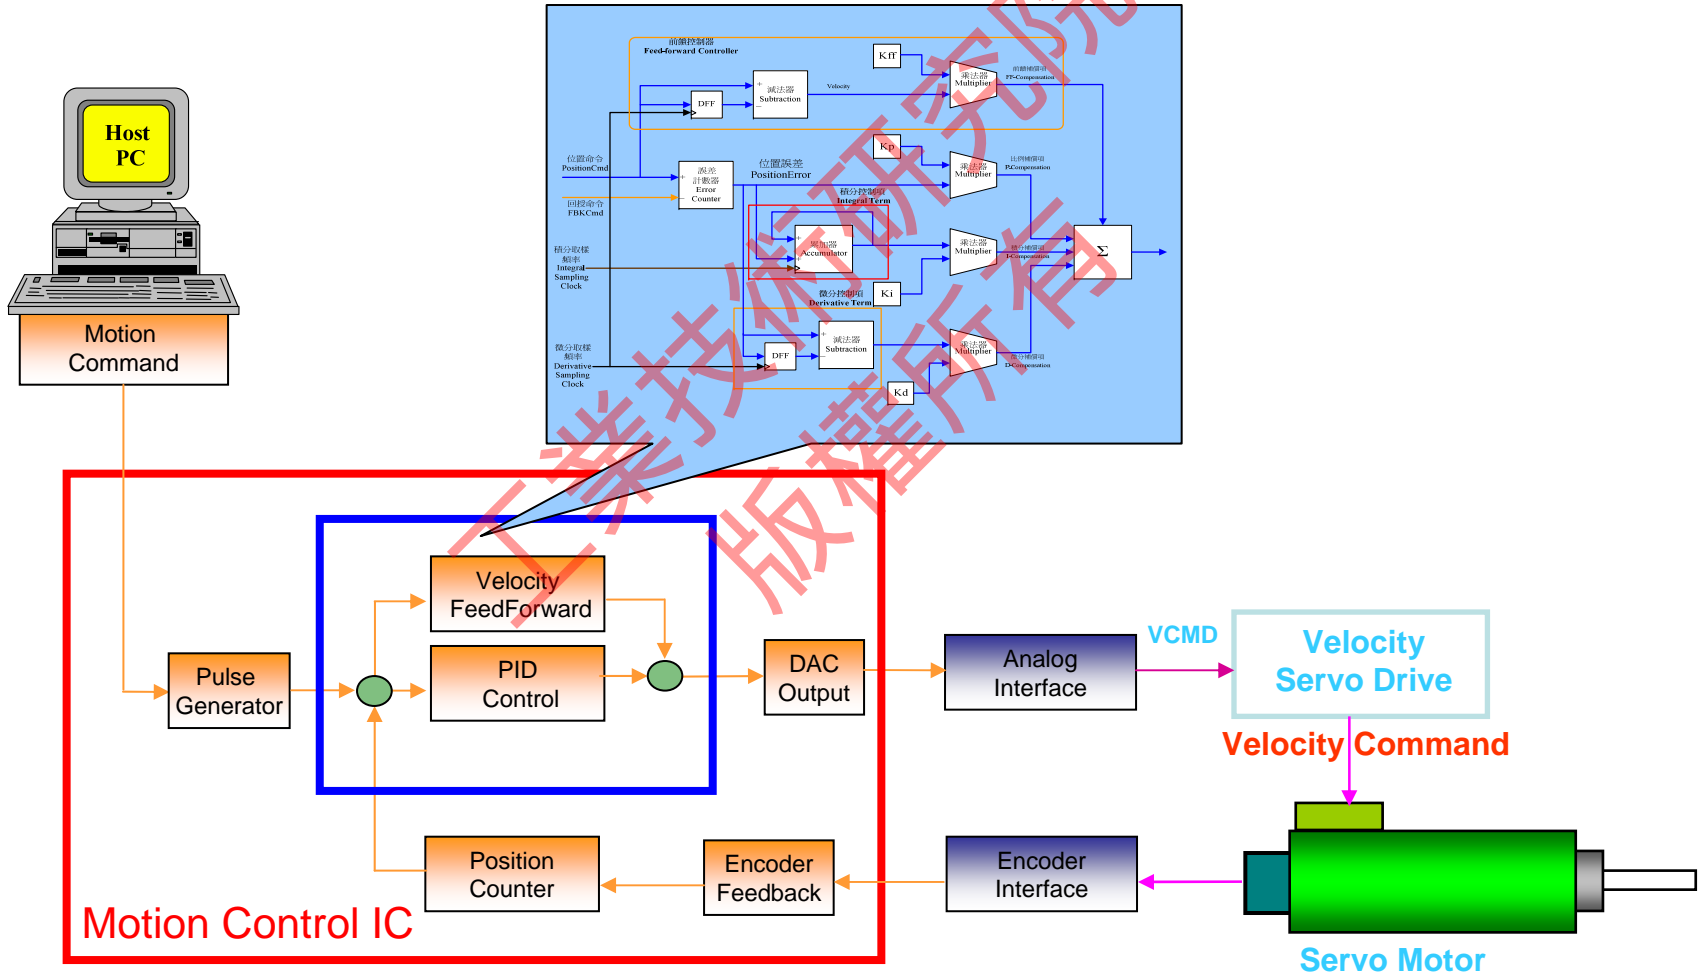 Host
PC
Motion
Command
前饋控制器
Feed-forward Controller
Kff
乘法器
Multiplier
前饋補償項
FF-Compensation
+
減法器
Subtraction
−
Velocity
DFF
位置命令
PositionCmd
+
誤差
計數器
Error
Counter
−
位置誤差
PositionError
回授命令
FBKCmd
Kp
乘法器
Multiplier
比例補償項
P-Compensation
積分控制項
Integral Term
+
累加器
Accumulator
+
積分取樣
頻率
Integral
Sampling
Clock
乘法器
Multiplier
積分補償項
I-Compensation
Σ
Ki
微分控制項
Derivative Term
+
減法器
Subtraction
−
DFF
微分取樣
頻率
Derivative
Sampling
Clock
乘法器
Multiplier
微分補償項
D-Compensation
Kd
工業技術研究院
版權所有
Velocity
FeedForward
PID
Control
Pulse
Generator
DAC
Output
Analog
Interface
VCMD
Velocity
Servo Drive
Velocity Command
Position
Counter
Encoder
Feedback
Encoder
Interface
Motion Control IC
Servo Motor